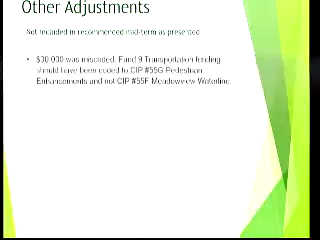 Other Adjustments
Not included in recommended mid-term as presented
• $30,000 was miscoded. Fund 9 Transportation funding
should have been coded to CIP #55G Pedestrian
Enhancements and not CIP #55F Meadowview Waterline